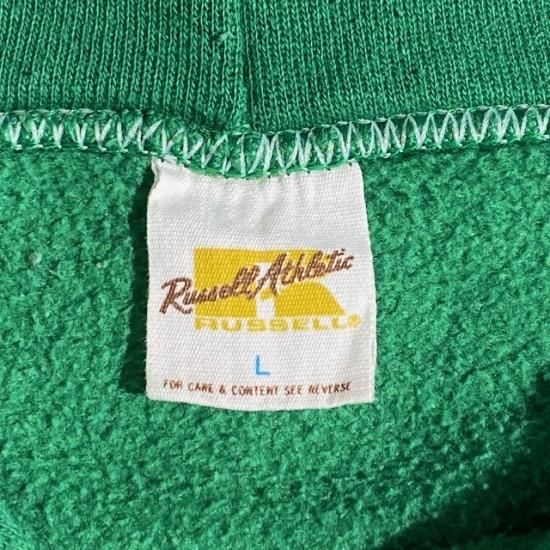 Russell Athletic
RUSSELL®
L
FOR CARE & CONTENT SEE REVERSE